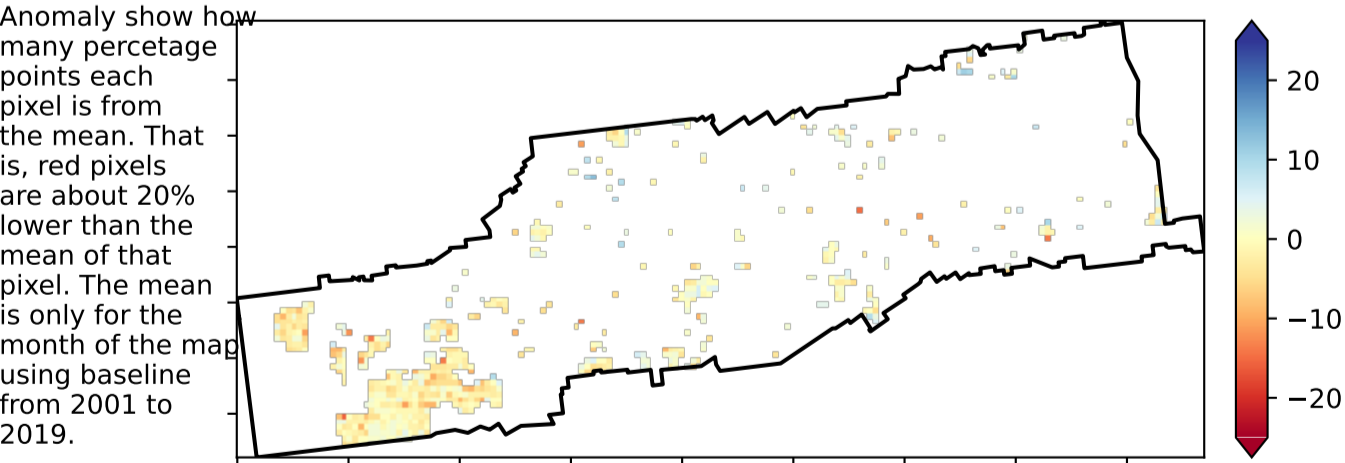 Anomaly show how
many percetage
points each
pixel is from
the mean. That
is, red pixels
are about 20%
lower than the
mean of that
pixel. The mean
is only for the
month of the map
using baseline
from 2001 to
2019.
20
10
0
−10
−20